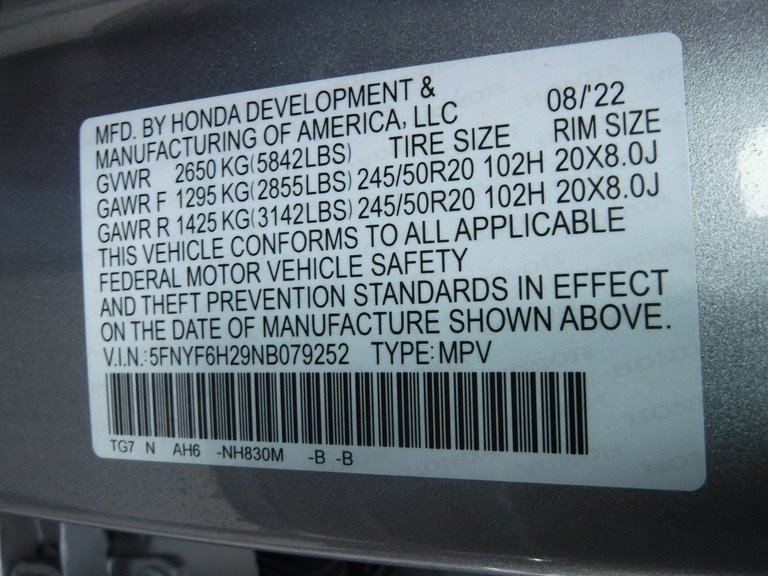 MFD. BY HONDA DEVELOPMENT &
MANUFACTURING OF AMERICA, LLC 08/'22
GVWR 2650 KG(5842LBS) TIRE SIZE RIM SIZE
GAWR F 1295 KG(2855LBS) 245/50R20 102H 20X8.0J
GAWR R 1425 KG(3142LBS) 245/50R20 102H 20X8.0J
THIS VEHICLE CONFORMS TO ALL APPLICABLE
FEDERAL MOTOR VEHICLE SAFETY
AND THEFT PREVENTION STANDARDS IN EFFECT
ON THE DATE OF MANUFACTURE SHOWN ABOVE.
V.I.N.: 5FNYF6H29NB079252 TYPE: MPV
TG7 N AH6 -NH830M -B -B